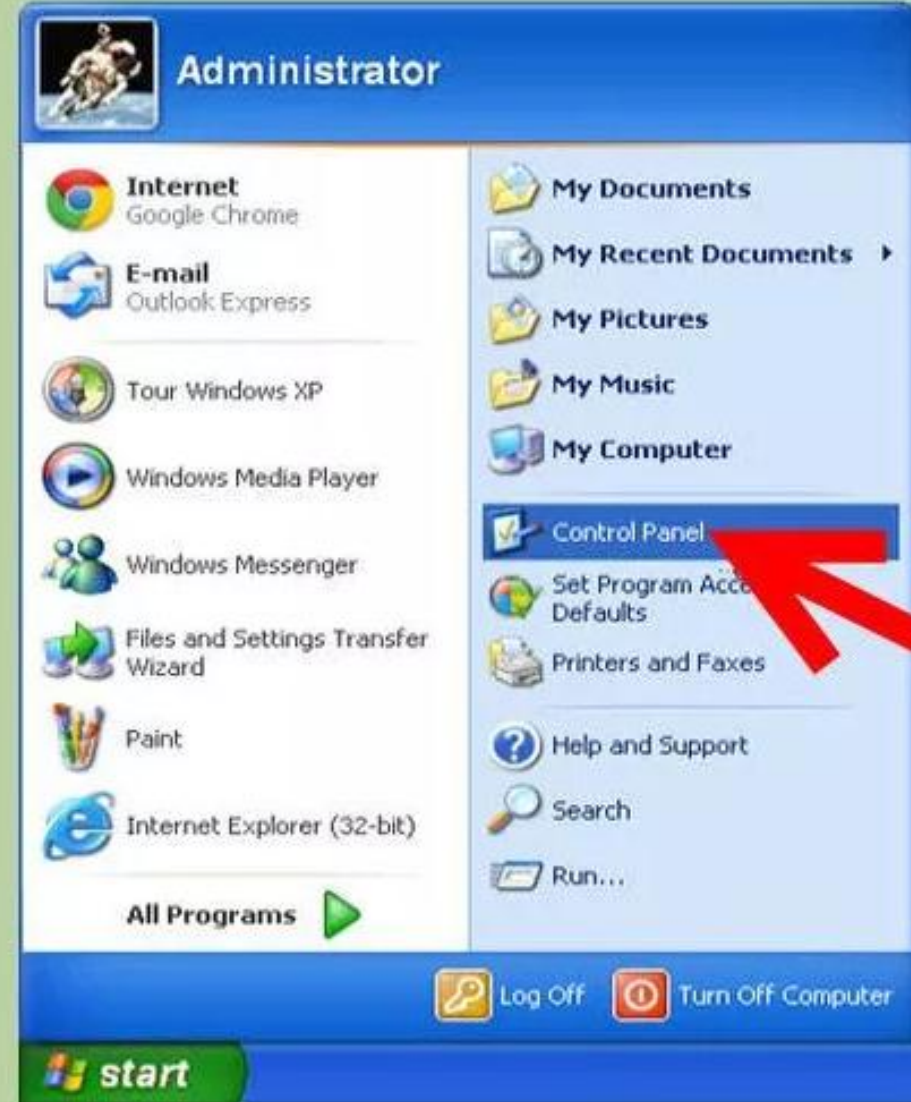 Administrator
Internet
Google Chrome
E-mail
Outlook Express
Tour Windows XP
Windows Media Player
Windows Messenger
Files and Settings Transfer
Wizard
Paint
Internet Explorer (32-bit)
All Programs
My Documents
My Recent Documents
My Pictures
My Music
My Computer
Control Panel
Set Program Acce
Defaults
Printers and Faxes
Help and Support
Search
Run...
Log Off
Turn Off Computer
start